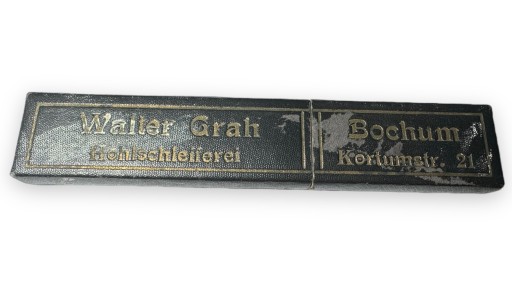 Walter Grah
Hohlschleiferei
Bochum
Kortumstr. 21